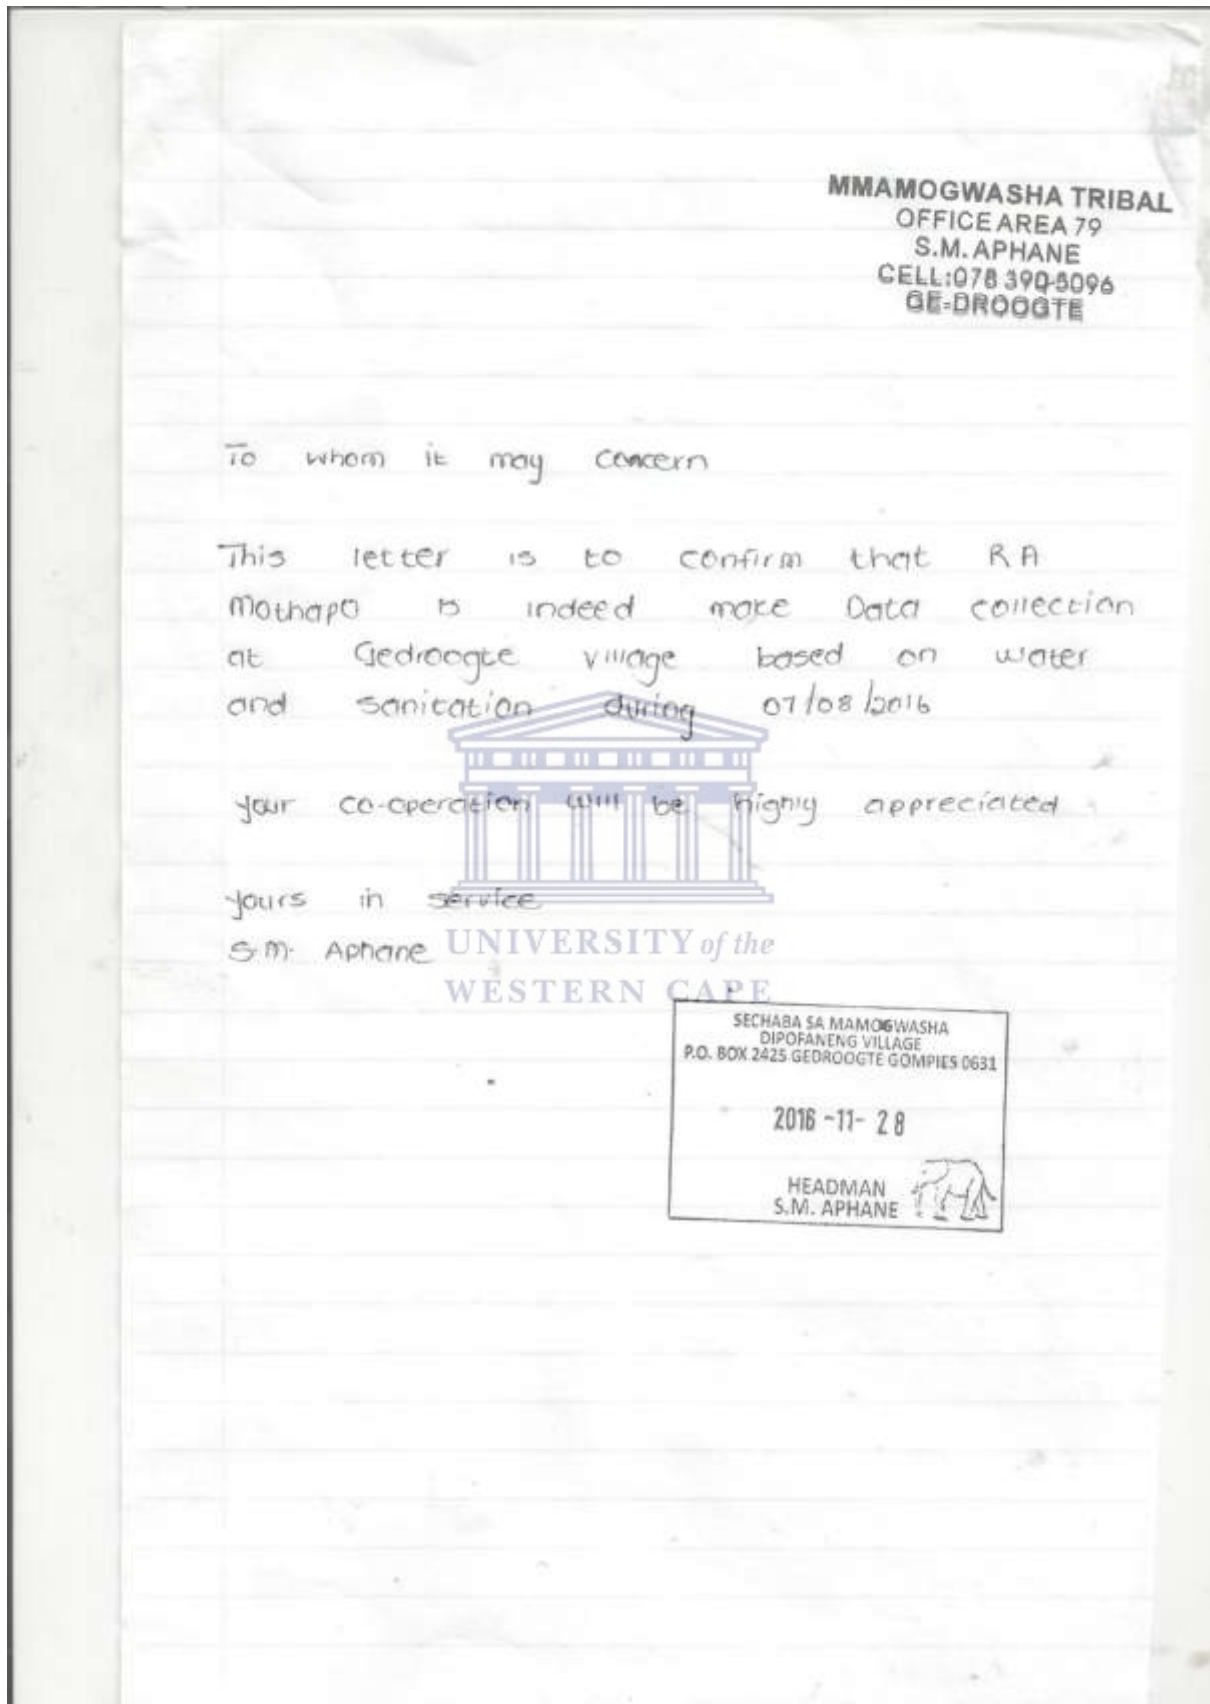 MMAMOGWASHA TRIBAL
OFFICE AREA 79
S.M. APHANE
CELL:078 390-5096
GE-DROOGTE
To whom it may concern
This letter is to confirm that RA
Mothapo is indeed make Data collection
at Gedroogte village based on water
and sanitation during 07/08/2016
your co-operation will be highly appreciated
yours in service
S.M. Aphane
UNIVERSITY of the
WESTERN CAPE
SECHABA SA MAMOGWASHA
DIPOFANENG VILLAGE
P.O. BOX 2425 GEDROOGTE GOMPIES 0631
2016 -11- 28
HEADMAN
S.M. APHANE